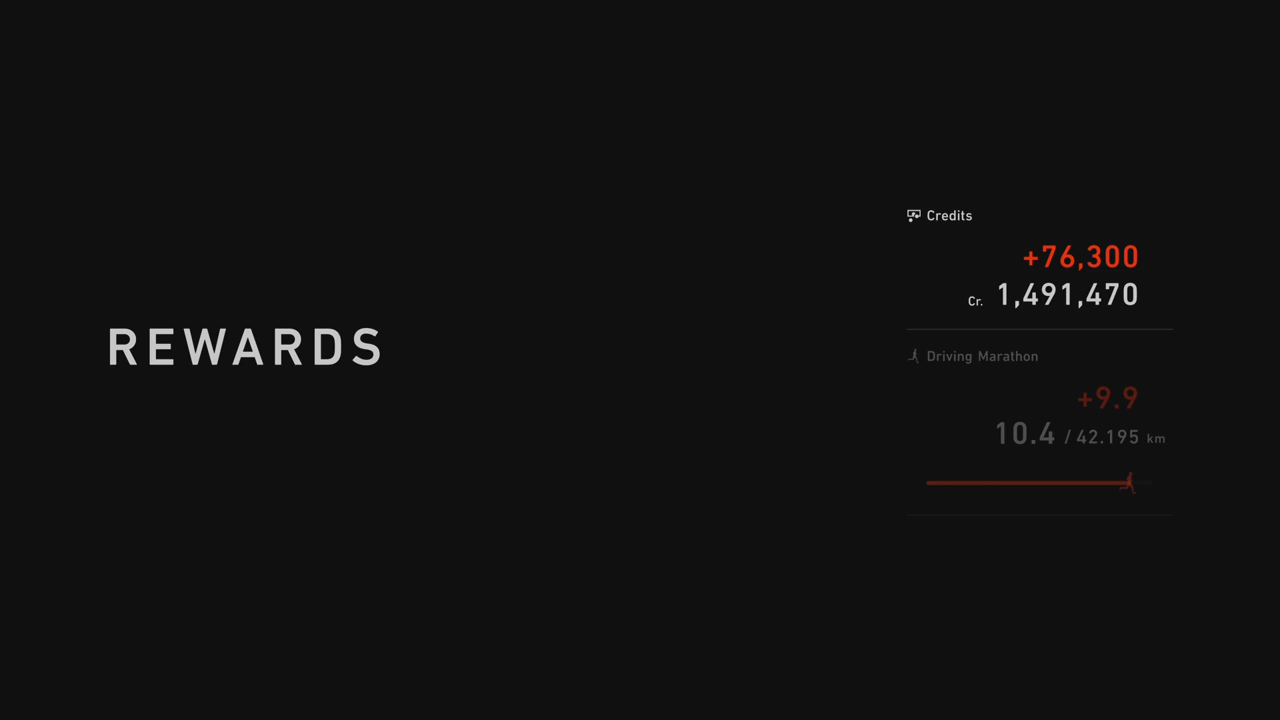 REWARDS
Credits
+76,300
Cr. 1,491,470
Driving Marathon
+9.9
10.4 / 42.195 km